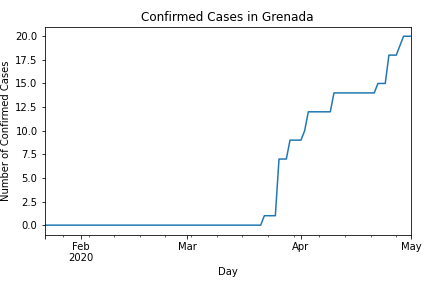 Confirmed Cases in Grenada
Number of Confirmed Cases
20.0
17.5
15.0
12.5
10.0
7.5
5.0
2.5
0.0
Feb
2020
Mar
Apr
May
Day